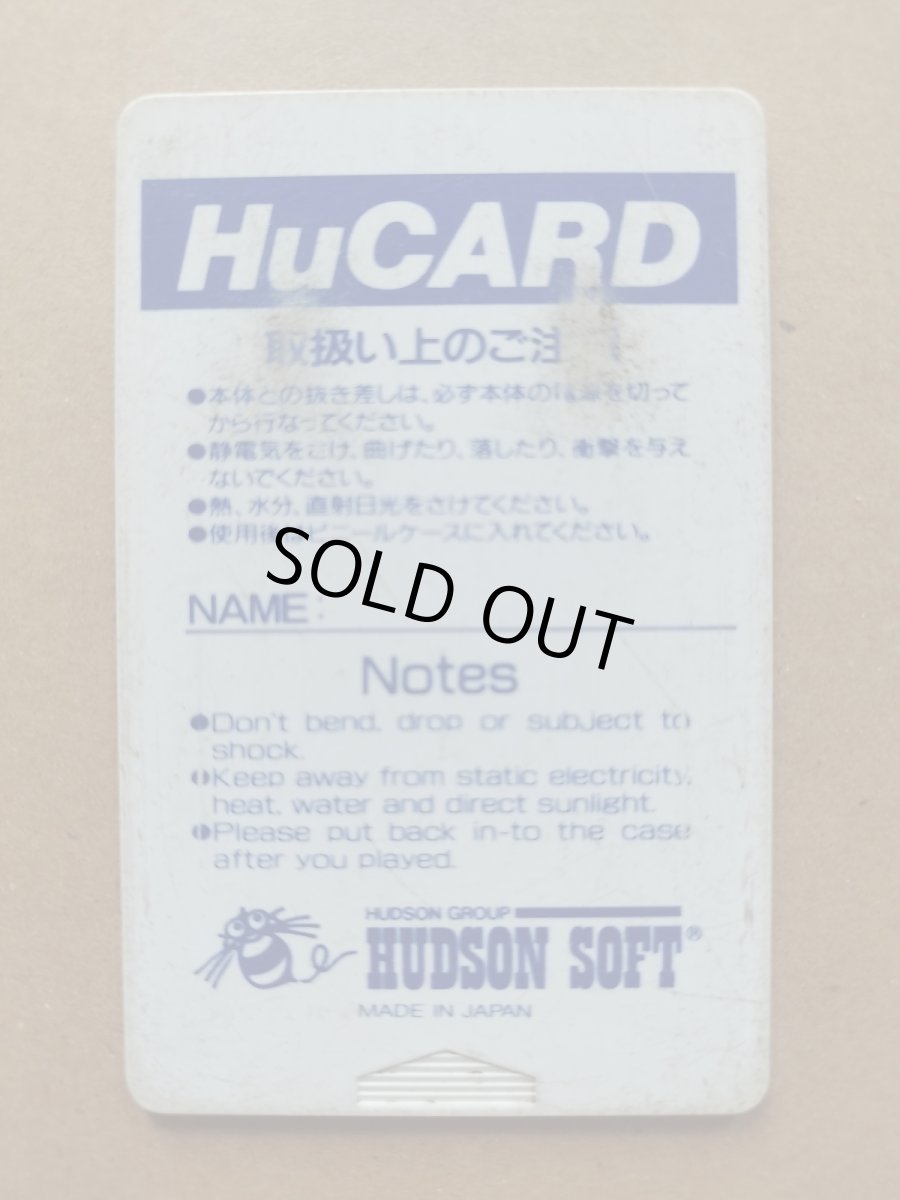 HuCARD
取扱い上のご注
●本体との抜き差しは、必ず本体の電源を切って
から行なってください。
●静電気をさけ、曲げたり、落したり、衝撃を与え
ないでください。
●熱、水分、直射日光をさけてください。
●使用後はビニールケースに入れてください。
SOLD OUT
NAME:
Notes
●Don't bend, drop or subject to
shock.
●Keep away from static electricity,
heat, water and direct sunlight.
●Please put back in-to the case
after you played.
HUDSON GROUP
HUDSON SOFT®
MADE IN JAPAN